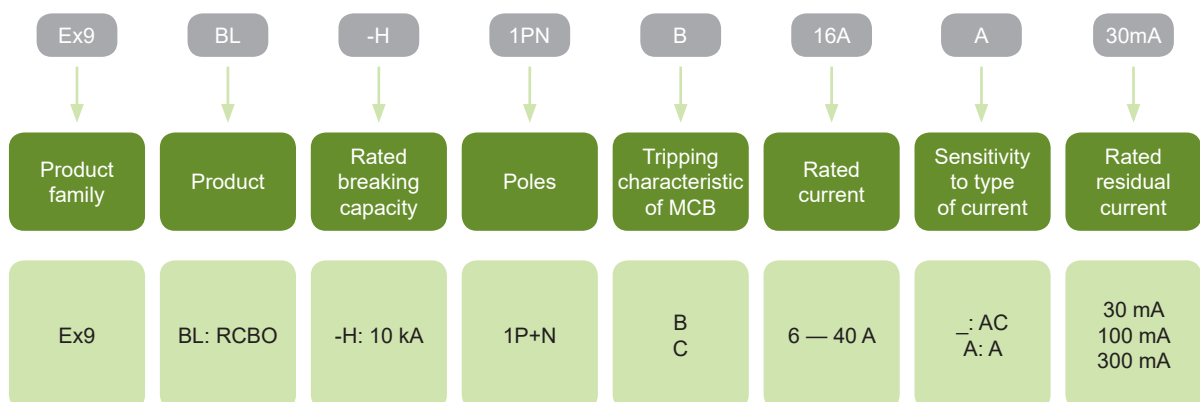 Ex9
BL
-H
1PN
B
16A
A
30mA
Product
family
Product
Rated
breaking
capacity
Poles
Tripping
characteristic
of MCB
Rated
current
Sensitivity
to type
of current
Rated
residual
current
Ex9
BL: RCBO
-H: 10 kA
1P+N
B
C
6 — 40 A
_: AC
A: A
30 mA
100 mA
300 mA